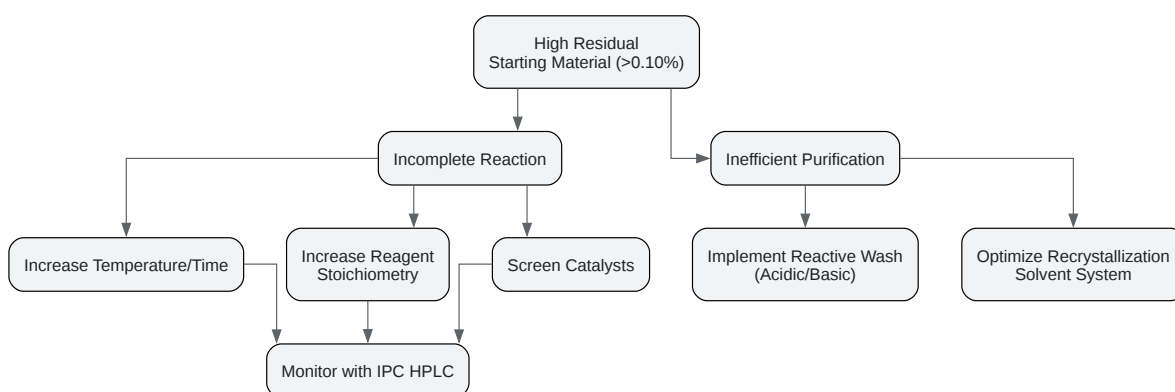 High Residual
Starting Material (>0.10%)
Incomplete Reaction
Inefficient Purification
Increase Temperature/Time
Increase Reagent
Stoichiometry
Screen Catalysts
Implement Reactive Wash
(Acidic/Basic)
Optimize Recrystallization
Solvent System
Monitor with IPC HPLC